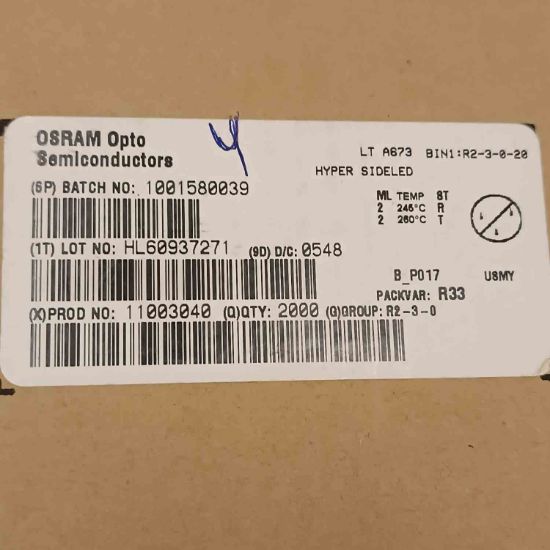 4
OSRAM Opto
Semiconductors
LT A673 BIN1:R2-3-0-20
HYPER SIDELED
(6P) BATCH NO: 1001580039
ML TEMP ST
2 245°C R
2 260°C T
(1T) LOT NO: HL60937271 (9D) D/C: 0548
B_P017 USMY
PACKVAR: R33
(X)PROD NO: 11003040 (Q)QTY: 2000 (G)GROUP: R2-3-0